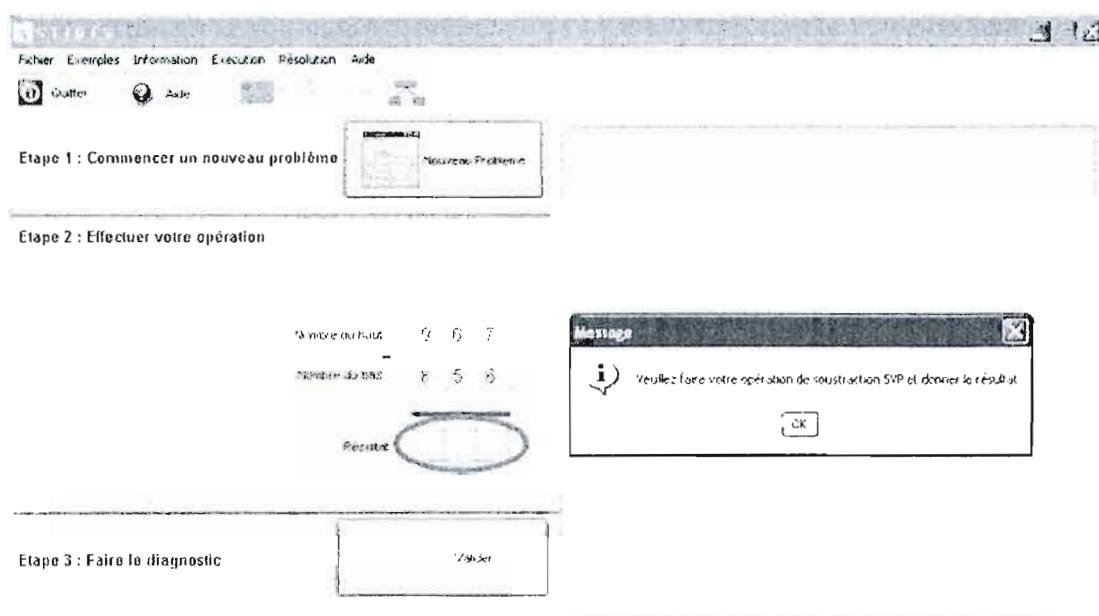 Fichier Exemples Information Exécution Résolution Aide
Quitter Aide
Etape 1 : Commencer un nouveau problème
Nouveau Problème
Etape 2 : Effectuer votre opération
Nombre du haut 9 6 7
-
Nombre du bas 8 5 6
Résultat
Message
Veuillez faire votre opération de soustraction SVP et donner le résultat
OK
Etape 3 : Faire le diagnostic
Valider